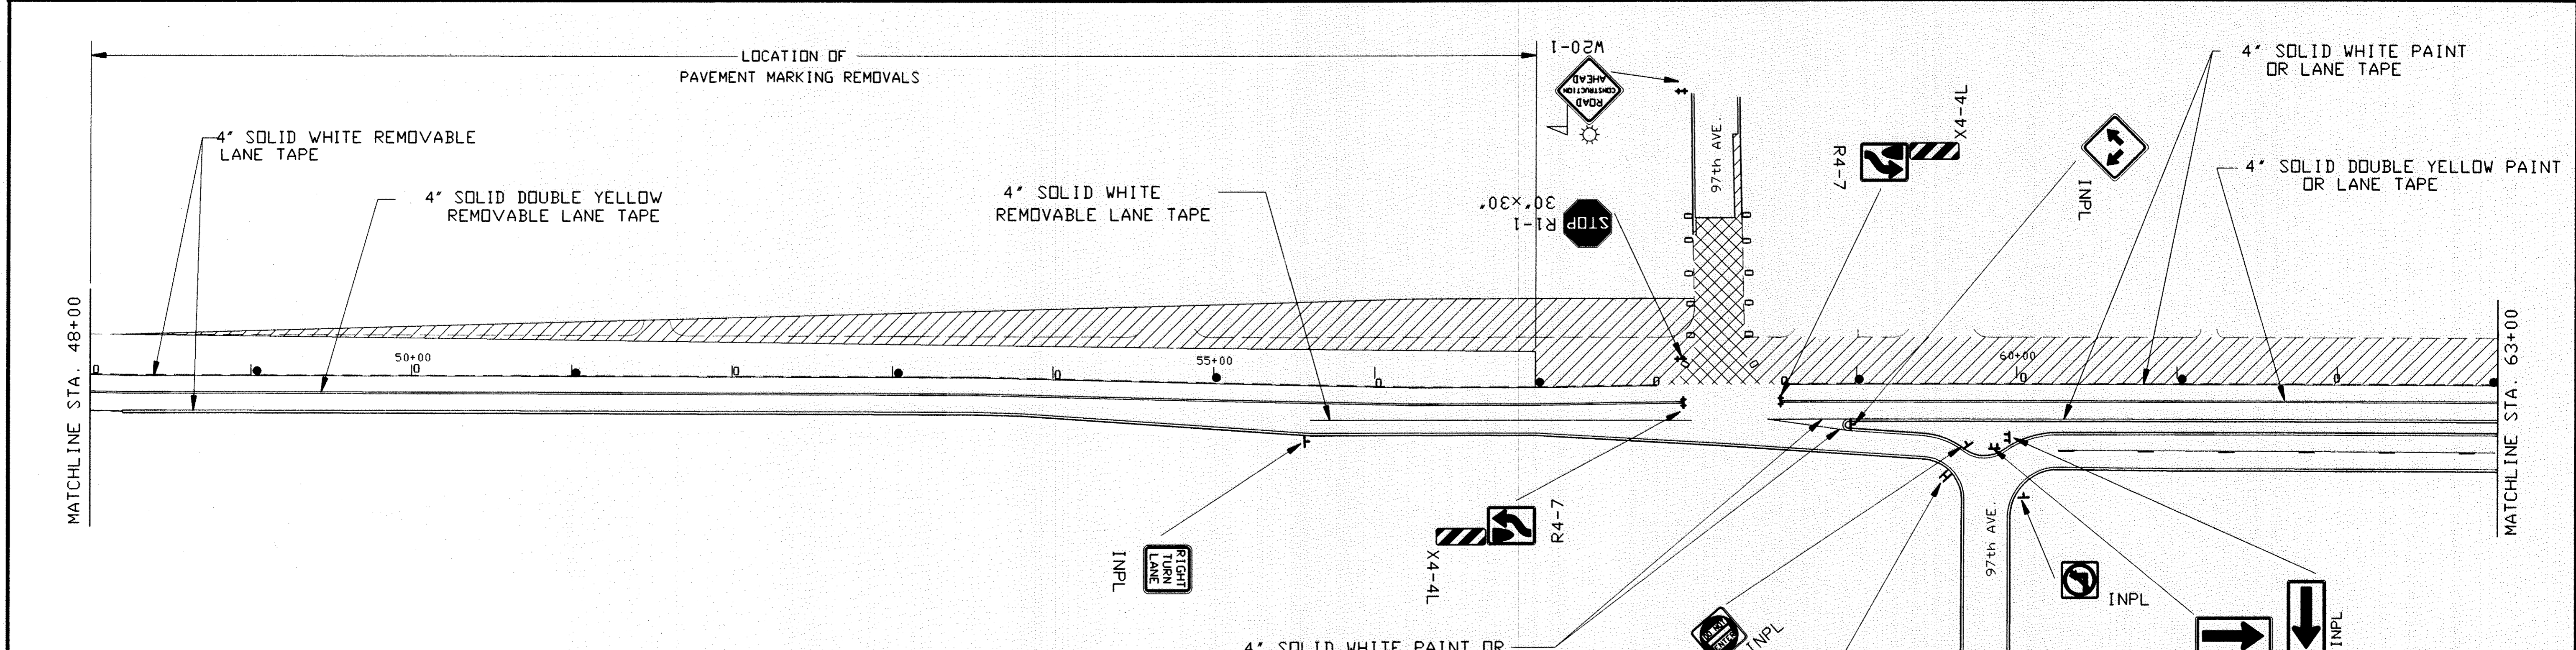 LOCATION OF
PAVEMENT MARKING REMOVALS
4" SOLID WHITE REMOVABLE
LANE TAPE
4" SOLID DOUBLE YELLOW
REMOVABLE LANE TAPE
4" SOLID WHITE
REMOVABLE LANE TAPE
W20-1
ROAD
CONSTRUCTION
AHEAD
R1-1
30"x30"
STOP
97th AVE.
R4-7
X4-4L
INPL
4" SOLID WHITE PAINT
OR LANE TAPE
4" SOLID DOUBLE YELLOW PAINT
OR LANE TAPE
MATCHLINE STA. 48+00
50+00
55+00
60+00
MATCHLINE STA. 63+00
INPL
RIGHT
TURN
LANE
X4-4L
R4-7
4" SOLID WHITE PAINT OR
DO NOT
ENTER
INPL
97th AVE.
INPL
INPL